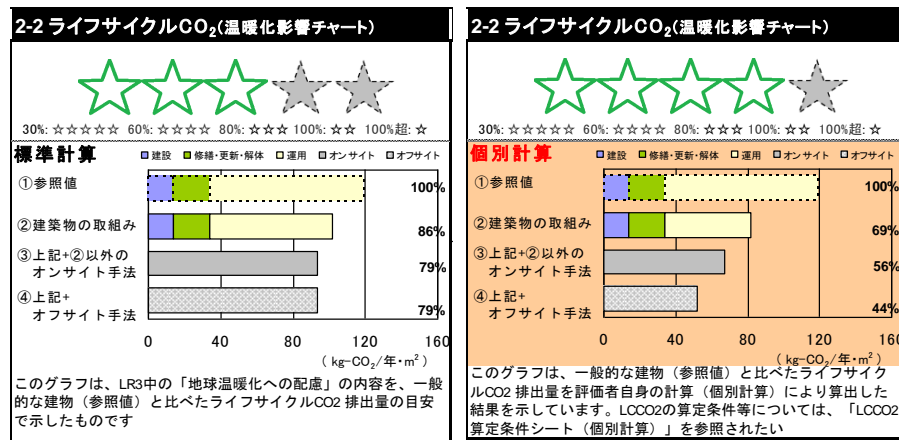 2-2 ライフサイクルCO2(温暖化影響チャート)
30%: ☆☆☆☆☆ 60%: ☆☆☆☆ 80%: ☆☆☆ 100%: ☆☆ 100%超: ☆
標準計算
建設 修繕・更新・解体 運用 オンサイト オフサイト
①参照値
100%
②建築物の取組み
86%
③上記+②以外の
オンサイト手法
79%
④上記+
オフサイト手法
79%
0 40 80 120 160
(kg-CO2/年・m2)
このグラフは、LR3中の「地球温暖化への配慮」の内容を、一般
的な建物（参照値）と比べたライフサイクルCO2 排出量の目安
で示したものです
2-2 ライフサイクルCO2(温暖化影響チャート)
30%: ☆☆☆☆☆ 60%: ☆☆☆☆ 80%: ☆☆☆ 100%: ☆☆ 100%超: ☆
個別計算
建設 修繕・更新・解体 運用 オンサイト オフサイト
①参照値
100%
②建築物の取組み
69%
③上記+②以外の
オンサイト手法
56%
④上記+
オフサイト手法
44%
0 40 80 120 160
(kg-CO2/年・m2)
このグラフは、一般的な建物（参照値）と比べたライフサイク
ルCO2 排出量を評価者自身の計算（個別計算）により算出した
結果を示しています。LCCO2の算定条件等については、「LCCO2
算定条件シート（個別計算）」を参照されたい